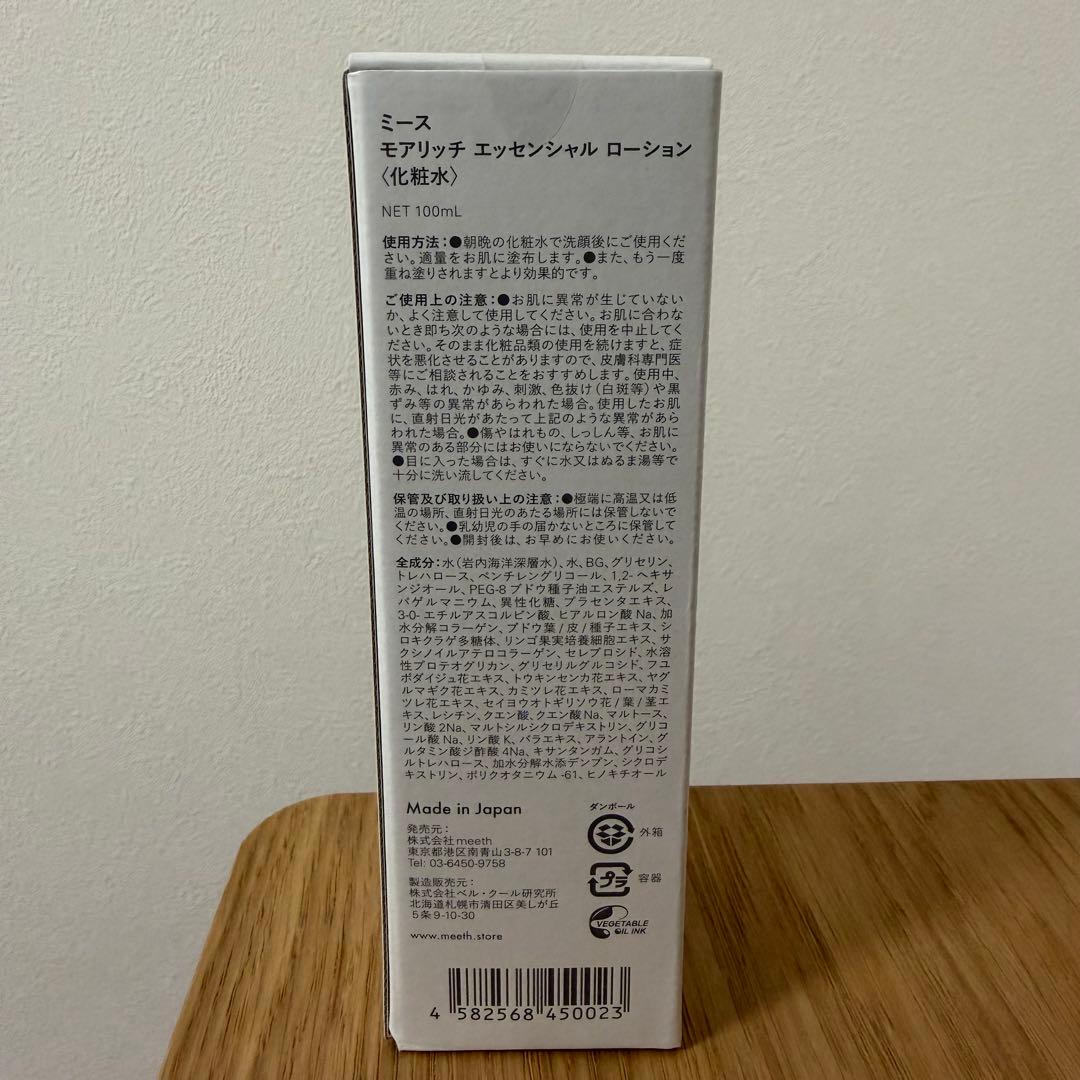 ミース
モアリッチ エッセンシャル ローション
〈化粧水〉
NET 100mL
使用方法：●朝晩の化粧水で洗顔後にご使用くだ
さい。適量をお肌に塗布します。●また、もう一度
重ね塗りされますとより効果的です。
ご使用上の注意：●お肌に異常が生じていない
か、よく注意して使用してください。お肌に合わな
いとき即ち次のような場合には、使用を中止してく
ださい。そのまま化粧品類の使用を続けますと、症
状を悪化させることがありますので、皮膚科専門医
等にご相談されることをおすすめします。使用中、
赤み、はれ、かゆみ、刺激、色抜け（白斑等）や黒
ずみ等の異常があらわれた場合。使用したお肌
に、直射日光があたって上記のような異常があら
われた場合。●傷やはれもの、しっしん等、お肌に
異常のある部分にはお使いにならないでください。
●目に入った場合は、すぐに水又はぬるま湯等で
十分に洗い流してください。
保管及び取り扱い上の注意：●極端に高温又は低
温の場所、直射日光のあたる場所には保管しないで
ください。●乳幼児の手の届かないところに保管して
ください。●開封後は、お早めにお使いください。
全成分：水（岩内海洋深層水）、水、BG、グリセリン、
トレハロース、ペンチレングリコール、1,2- ヘキサ
ンジオール、PEG-8 ブドウ種子油エステルズ、レ
パゲルマニウム、異性化糖、プラセンタエキス、
3-0- エチルアスコルビン酸、ヒアルロン酸 Na、加
水分解コラーゲン、ブドウ葉 / 皮 / 種子エキス、シ
ロキクラゲ多糖体、リンゴ果実培養細胞エキス、サ
クシノイルアテロコラーゲン、セレブロシド、水溶
性プロテオグリカン、グリセリルグルコシド、フユ
ボダイジュ花エキス、トウキンセンカ花エキス、ヤグ
ルマギク花エキス、カミツレ花エキス、ローマカミ
ツレ花エキス、セイヨウオトギリソウ花 / 葉 / 茎エ
キス、レシチン、クエン酸、クエン酸 Na、マルトース、
リン酸 2Na、マルトシルシクロデキストリン、グリコ
ール酸 Na、リン酸 K、バラエキス、アラントイン、グ
ルタミン酸ジ酢酸 4Na、キサンタンガム、グリコシ
ルトレハロース、加水分解水添デンプン、シクロデ
キストリン、ポリクオタニウム -61、ヒノキチオール
Made in Japan
発売元：
株式会社meeth
東京都港区南青山3-8-7 101
Tel: 03-6450-9758
製造販売元：
株式会社ベル・クール研究所
北海道札幌市清田区美しが丘
5条9-10-30
www.meeth.store
ダンボール
外箱
プラ
容器
VEGETABLE
OIL INK
4 582568 450023